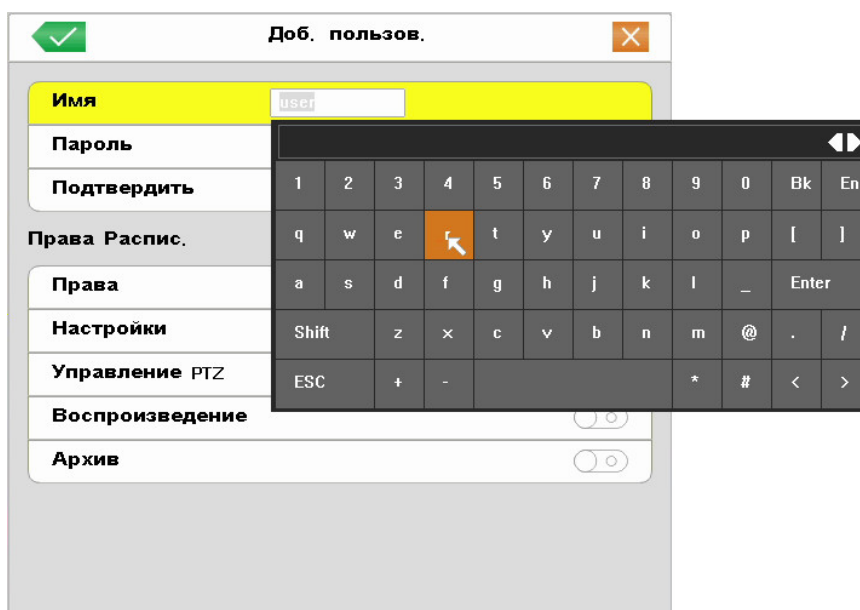 Доб. пользов.
Имя
user
Пароль
Подтвердить
1 2 3 4 5 6 7 8 9 0 Bk En
Права Распис.
q w e r t y u i o p [ ]
Права
a s d f g h j k l _ Enter
Настройки
Shift z x c v b n m @ . /
Управление PTZ
ESC + - * # < >
Воспроизведение
Архив